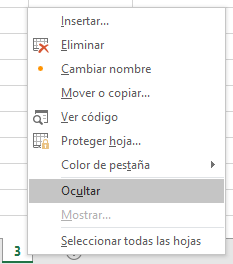 Insertar...
Eliminar
Cambiar nombre
Mover o copiar...
Ver código
Proteger hoja...
Color de pestaña
Ocultar
Mostrar...
Seleccionar todas las hojas
3